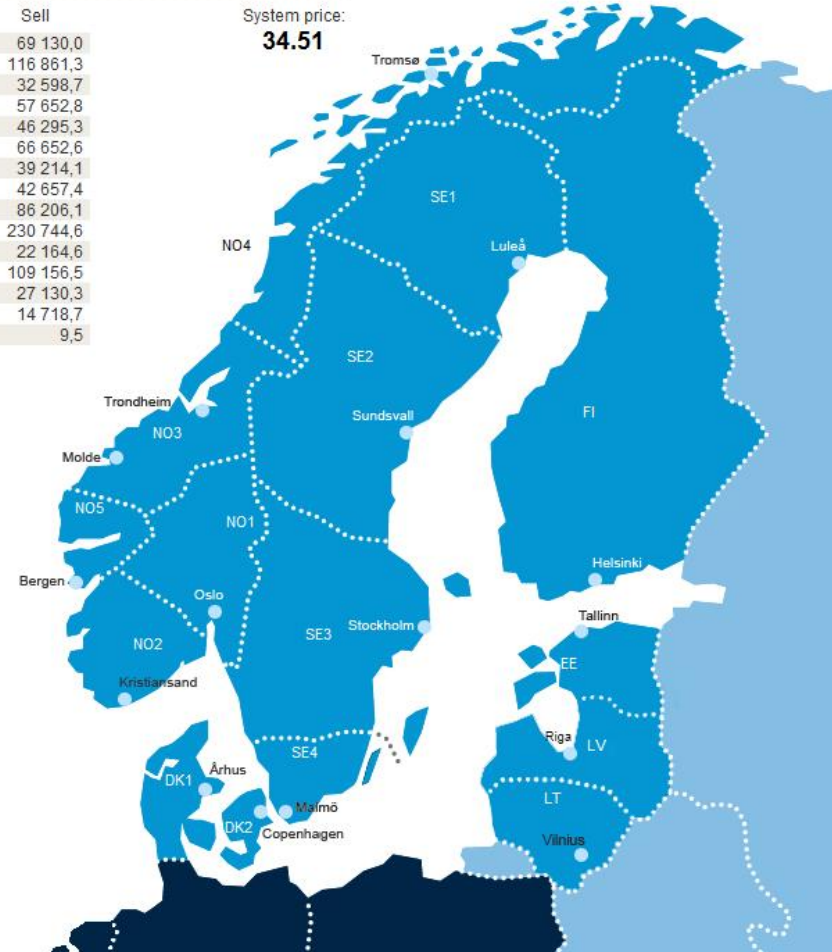 Sell
69 130,0
116 861,3
32 598,7
57 652,8
46 295,3
66 652,6
39 214,1
42 657,4
86 206,1
230 744,6
22 164,6
109 156,5
27 130,3
14 718,7
9,5
System price:
34.51
Tromsø
SE1
NO4
Luleå
SE2
Trondheim
Sundsvall
FI
NO3
Molde
NO5
NO1
Bergen
Helsinki
Oslo
Tallinn
Stockholm
SE3
NO2
EE
Kristiansand
Riga
LV
SE4
Århus
DK1
LT
Malmö
DK2
Copenhagen
Vilnius